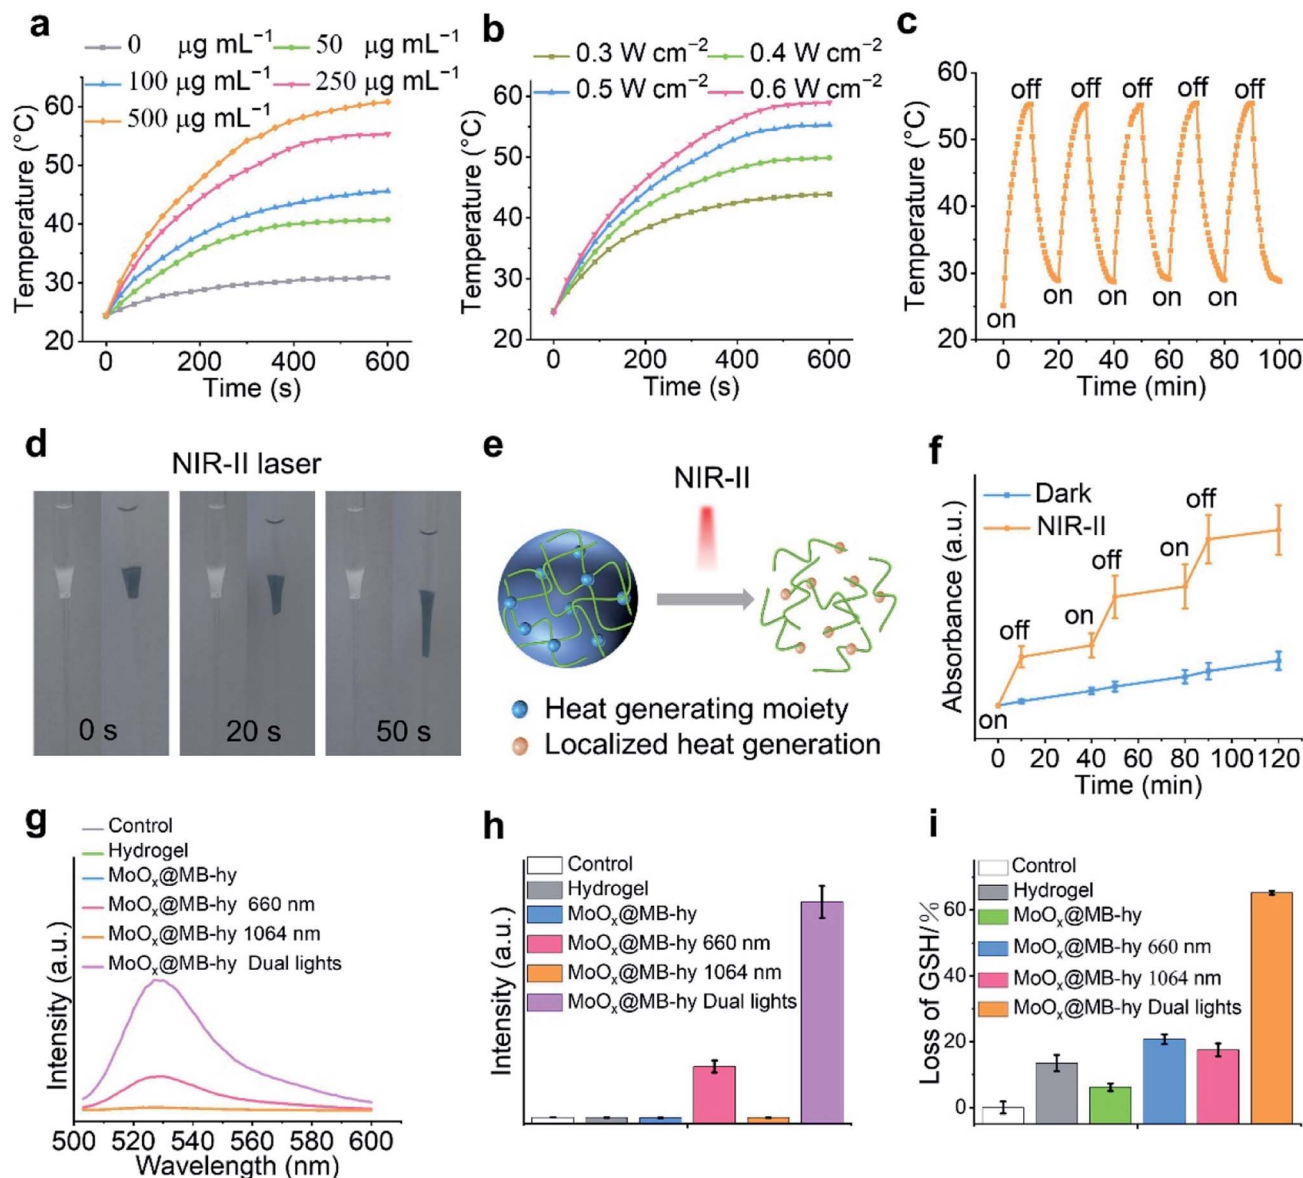 a
0 μg mL⁻¹ 50 μg mL⁻¹
100 μg mL⁻¹ 250 μg mL⁻¹
500 μg mL⁻¹
Temperature (°C)
60
50
40
30
20
0 200 400 600
Time (s)
b
0.3 W cm⁻² 0.4 W cm⁻²
0.5 W cm⁻² 0.6 W cm⁻²
Temperature (°C)
60
50
40
30
20
0 200 400 600
Time (s)
c
off off off off off
Temperature (°C)
60
50
40
30
20
on on on on on
0 20 40 60 80 100
Time (min)
d
NIR-II laser
0 s 20 s 50 s
e
NIR-II
Heat generating moiety
Localized heat generation
f
Dark
NIR-II
Absorbance (a.u.)
on off on off on off
0 20 40 60 80 100 120
Time (min)
g
Control
Hydrogel
MoOₓ@MB-hy
MoOₓ@MB-hy 660 nm
MoOₓ@MB-hy 1064 nm
MoOₓ@MB-hy Dual lights
Intensity (a.u.)
500 520 540 560 580 600
Wavelength (nm)
h
Control
Hydrogel
MoOₓ@MB-hy
MoOₓ@MB-hy 660 nm
MoOₓ@MB-hy 1064 nm
MoOₓ@MB-hy Dual lights
Intensity (a.u.)
i
Control
Hydrogel
MoOₓ@MB-hy
MoOₓ@MB-hy 660 nm
MoOₓ@MB-hy 1064 nm
MoOₓ@MB-hy Dual lights
Loss of GSH/%
60
40
20
0